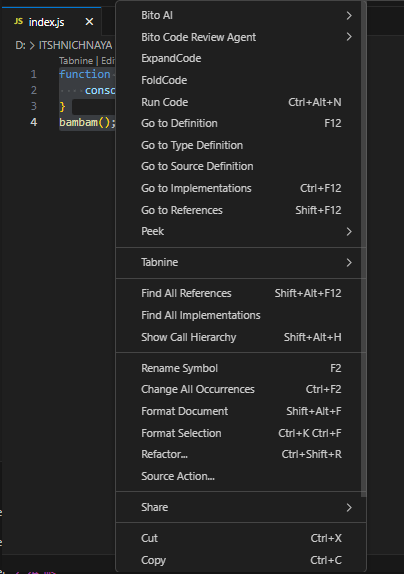 JS index.js
D: > ITSHNICHNAYA
Tabnine | Edi
1 function
2 conso
3 }
4 bambam();
Bito AI
Bito Code Review Agent
ExpandCode
FoldCode
Run Code Ctrl+Alt+N
Go to Definition F12
Go to Type Definition
Go to Source Definition
Go to Implementations Ctrl+F12
Go to References Shift+F12
Peek
Tabnine
Find All References Shift+Alt+F12
Find All Implementations
Show Call Hierarchy Shift+Alt+H
Rename Symbol F2
Change All Occurrences Ctrl+F2
Format Document Shift+Alt+F
Format Selection Ctrl+K Ctrl+F
Refactor... Ctrl+Shift+R
Source Action...
Share
Cut Ctrl+X
Copy Ctrl+C